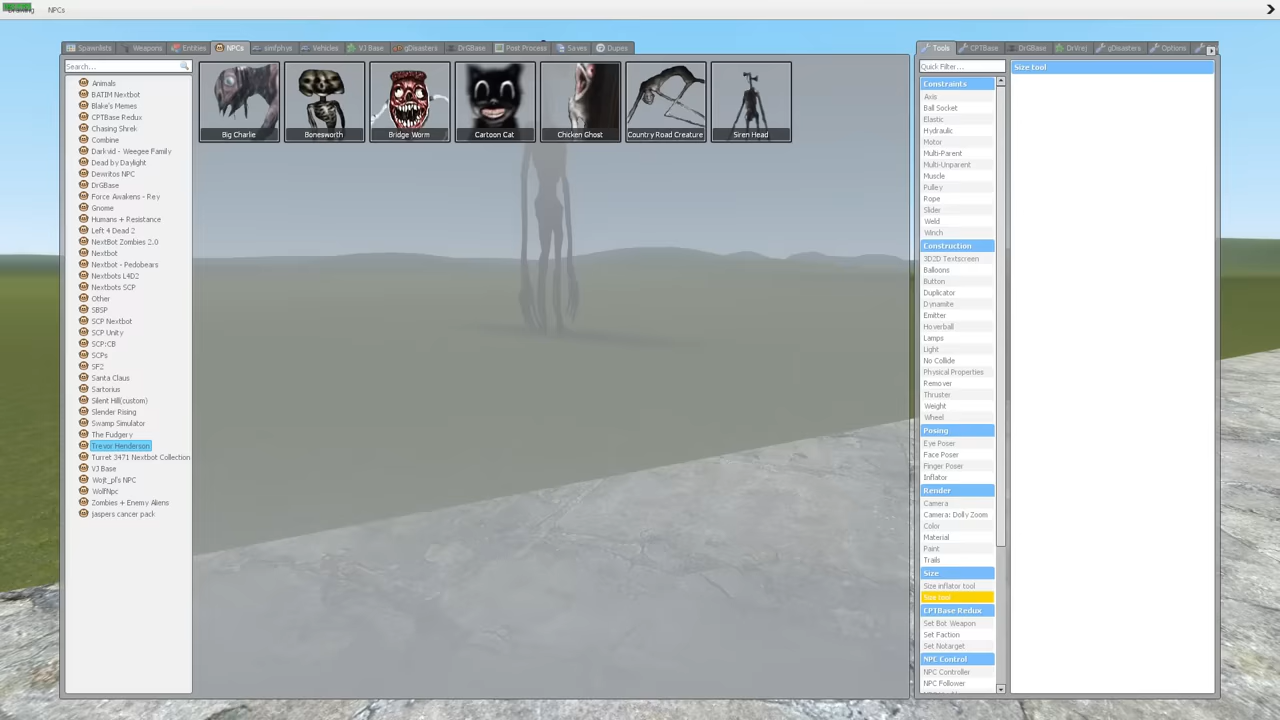 Drawing NPCs
Spawnlists Weapons Entities NPCs simfphys Vehicles VJ Base gDisasters DrGBase Post Process Saves Dupes
Search...
Animals
BATIM Nextbot
Blake's Memes
CPTBase Redux
Chasing Shrek
Combine
Darkvid - Weegee Family
Dead by Daylight
Dewritos NPC
DrGBase
Force Awakens - Rey
Gnome
Humans + Resistance
Left 4 Dead 2
NextBot Zombies 2.0
Nextbot
Nextbot - Pedobears
Nextbots L4D2
Nextbots SCP
Other
SBSP
SCP Nextbot
SCP Unity
SCP:CB
SCPs
SF2
Santa Claus
Sartorius
Silent Hill(custom)
Slender Rising
Swamp Simulator
The Fudgery
Trevor Henderson
Turret 3471 Nextbot Collection
VJ Base
Wojt_pl's NPC
WolfNpc
Zombies + Enemy Aliens
jaspers cancer pack
Big Charlie Bonesworth Bridge Worm Cartoon Cat Chicken Ghost Country Road Creature Siren Head
Tools CPTBase DrGBase DrVrej gDisasters Options
Quick Filter...
Constraints
Axis
Ball Socket
Elastic
Hydraulic
Motor
Multi-Parent
Multi-Unparent
Muscle
Pulley
Rope
Slider
Weld
Winch
Construction
3D2D Textscreen
Balloons
Button
Duplicator
Dynamite
Emitter
Hoverball
Lamps
Light
No Collide
Physical Properties
Remover
Thruster
Weight
Wheel
Posing
Eye Poser
Face Poser
Finger Poser
Inflator
Render
Camera
Camera: Dolly Zoom
Color
Material
Paint
Trails
Size
Size inflator tool
Size tool
CPTBase Redux
Set Bot Weapon
Set Faction
Set Notarget
NPC Control
NPC Controller
NPC Follower
Size tool